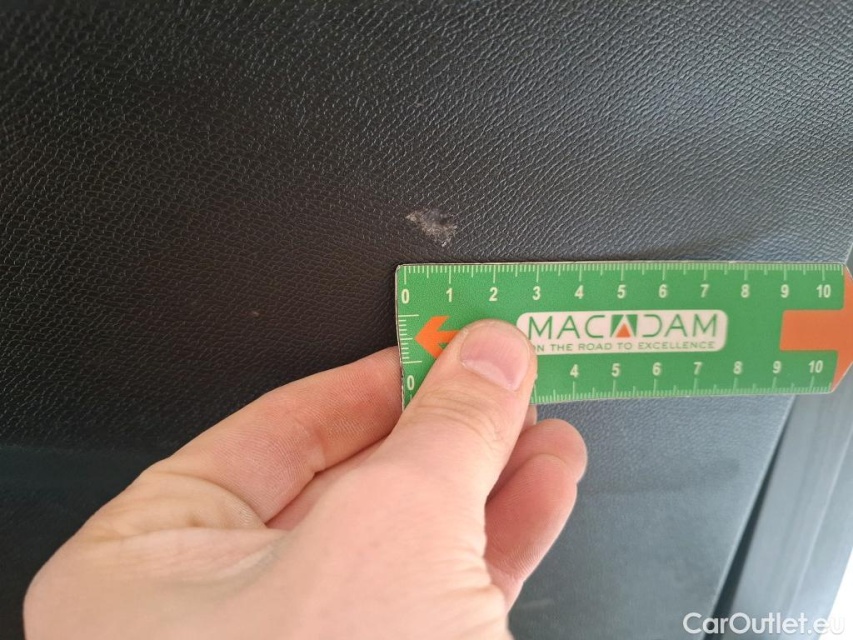 0 1 2 3 4 5 6 7 8 9 10
MACADAM
ON THE ROAD TO EXCELLENCE
0 4 5 6 7 8 9 10
CarOutlet.eu